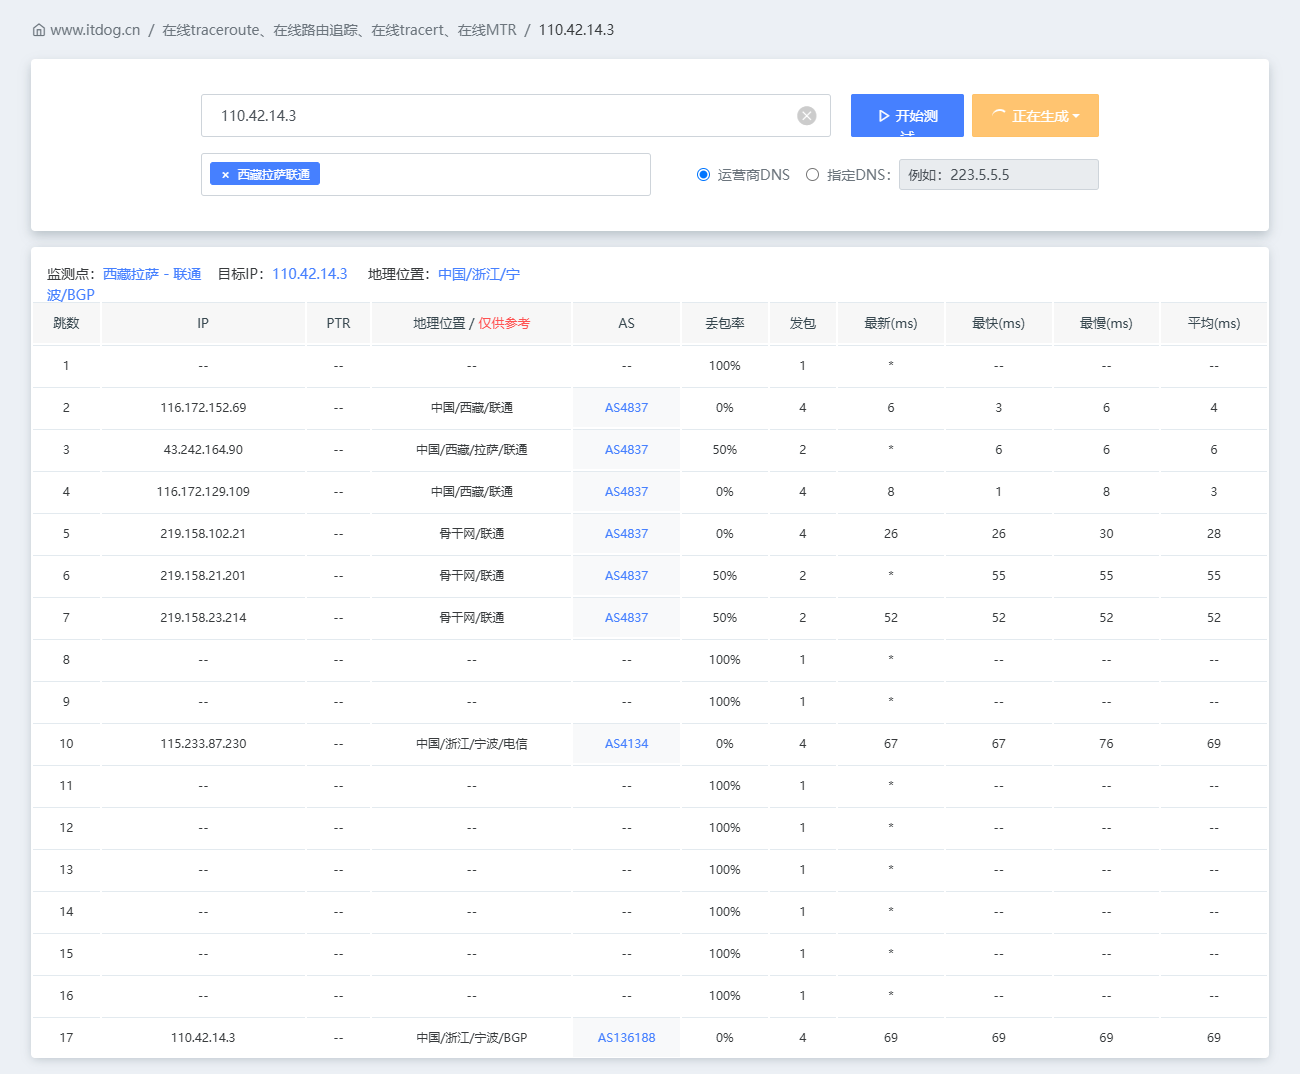 www.itdog.cn / 在线traceroute、在线路由追踪、在线tracert、在线MTR / 110.42.14.3
110.42.14.3 开始测 正在生成
× 西藏拉萨联通 运营商DNS 指定DNS： 例如：223.5.5.5
监测点：西藏拉萨 - 联通 目标IP：110.42.14.3 地理位置：中国/浙江/宁
波/BGP
跳数 IP PTR 地理位置 / 仅供参考 AS 丢包率 发包 最新(ms) 最快(ms) 最慢(ms) 平均(ms)
1 -- -- -- -- 100% 1 * -- -- --
2 116.172.152.69 -- 中国/西藏/联通 AS4837 0% 4 6 3 6 4
3 43.242.164.90 -- 中国/西藏/拉萨/联通 AS4837 50% 2 * 6 6 6
4 116.172.129.109 -- 中国/西藏/联通 AS4837 0% 4 8 1 8 3
5 219.158.102.21 -- 骨干网/联通 AS4837 0% 4 26 26 30 28
6 219.158.21.201 -- 骨干网/联通 AS4837 50% 2 * 55 55 55
7 219.158.23.214 -- 骨干网/联通 AS4837 50% 2 52 52 52 52
8 -- -- -- -- 100% 1 * -- -- --
9 -- -- -- -- 100% 1 * -- -- --
10 115.233.87.230 -- 中国/浙江/宁波/电信 AS4134 0% 4 67 67 76 69
11 -- -- -- -- 100% 1 * -- -- --
12 -- -- -- -- 100% 1 * -- -- --
13 -- -- -- -- 100% 1 * -- -- --
14 -- -- -- -- 100% 1 * -- -- --
15 -- -- -- -- 100% 1 * -- -- --
16 -- -- -- -- 100% 1 * -- -- --
17 110.42.14.3 -- 中国/浙江/宁波/BGP AS136188 0% 4 69 69 69 69